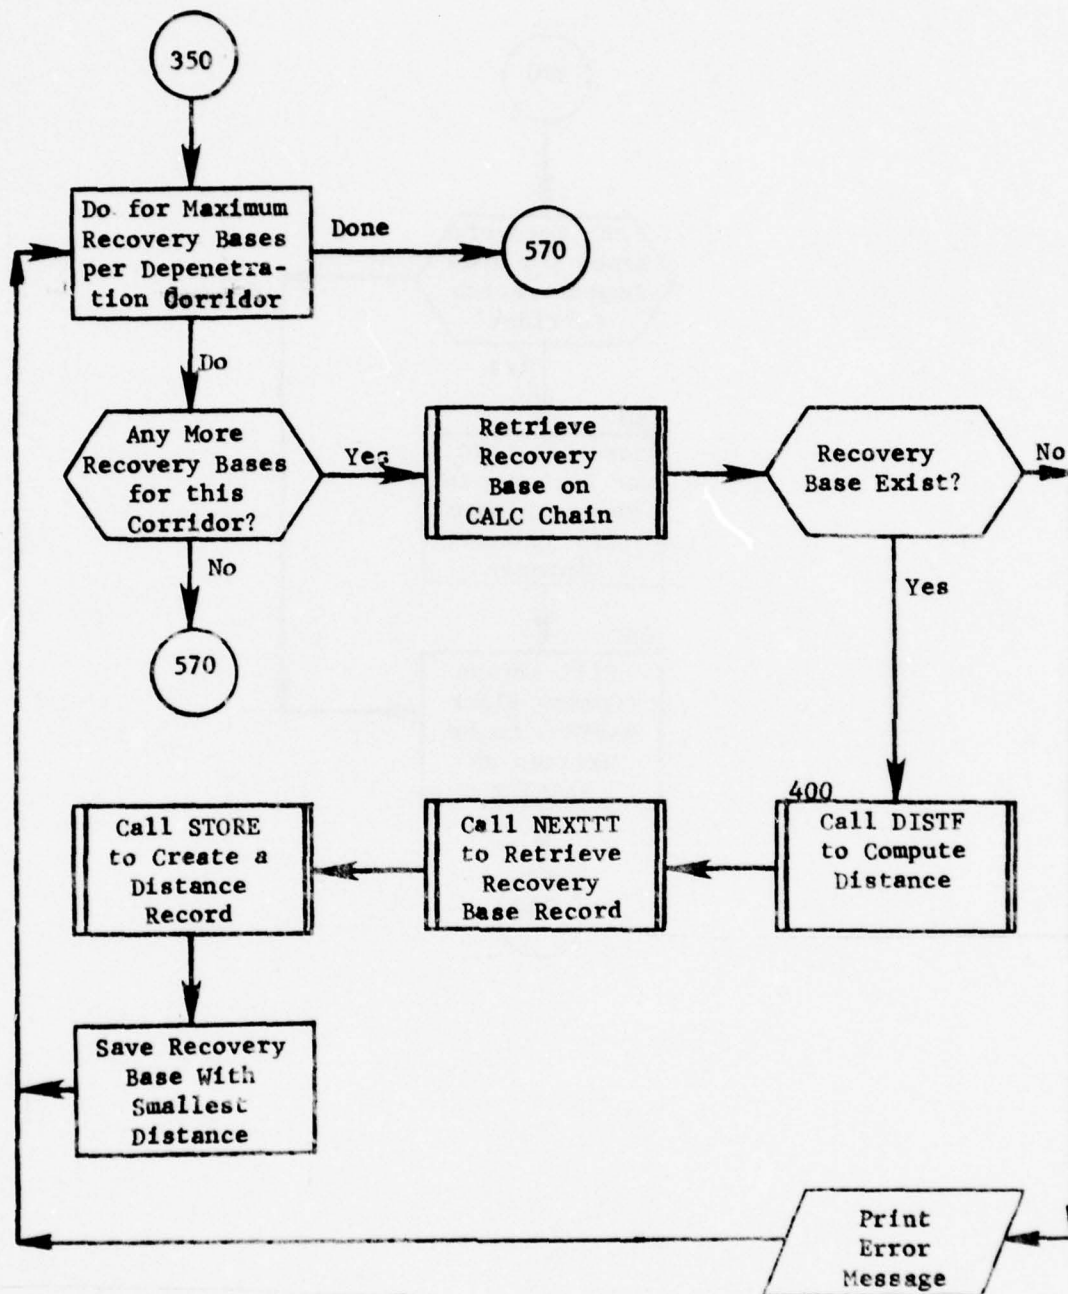 350
Do for Maximum
Recovery Bases
per Depenetra-
tion Corridor
Done
570
Do
Any More
Recovery Bases
for this
Corridor?
Yes
Retrieve
Recovery
Base on
CALC Chain
Recovery
Base Exist?
No
No
570
Yes
400
Call DISTF
to Compute
Distance
Call NEXTTT
to Retrieve
Recovery
Base Record
Call STORE
to Create a
Distance
Record
Save Recovery
Base With
Smallest
Distance
Print
Error
Message